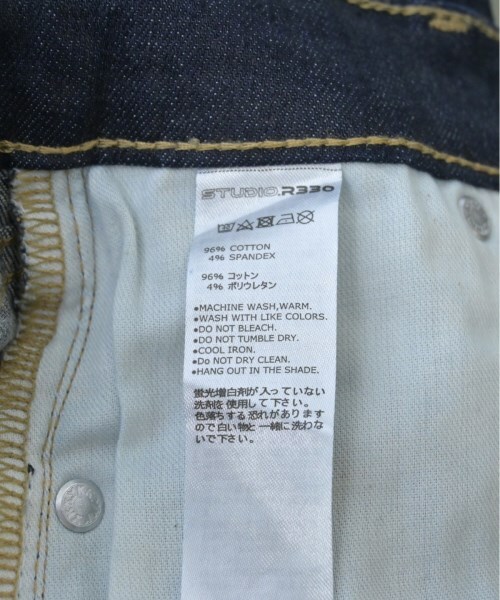 STUDIO.R330
96% COTTON
4% SPANDEX
96% コットン
4% ポリウレタン
●MACHINE WASH,WARM.
●WASH WITH LIKE COLORS.
●DO NOT BLEACH.
●DO NOT TUMBLE DRY.
●COOL IRON.
●Do NOT DRY CLEAN.
●HANG OUT IN THE SHADE.
蛍光増白剤が入っていない
洗剤を使用して下さい。
色落ちする恐れがあります
ので白い物と一緒に洗わな
いで下さい。